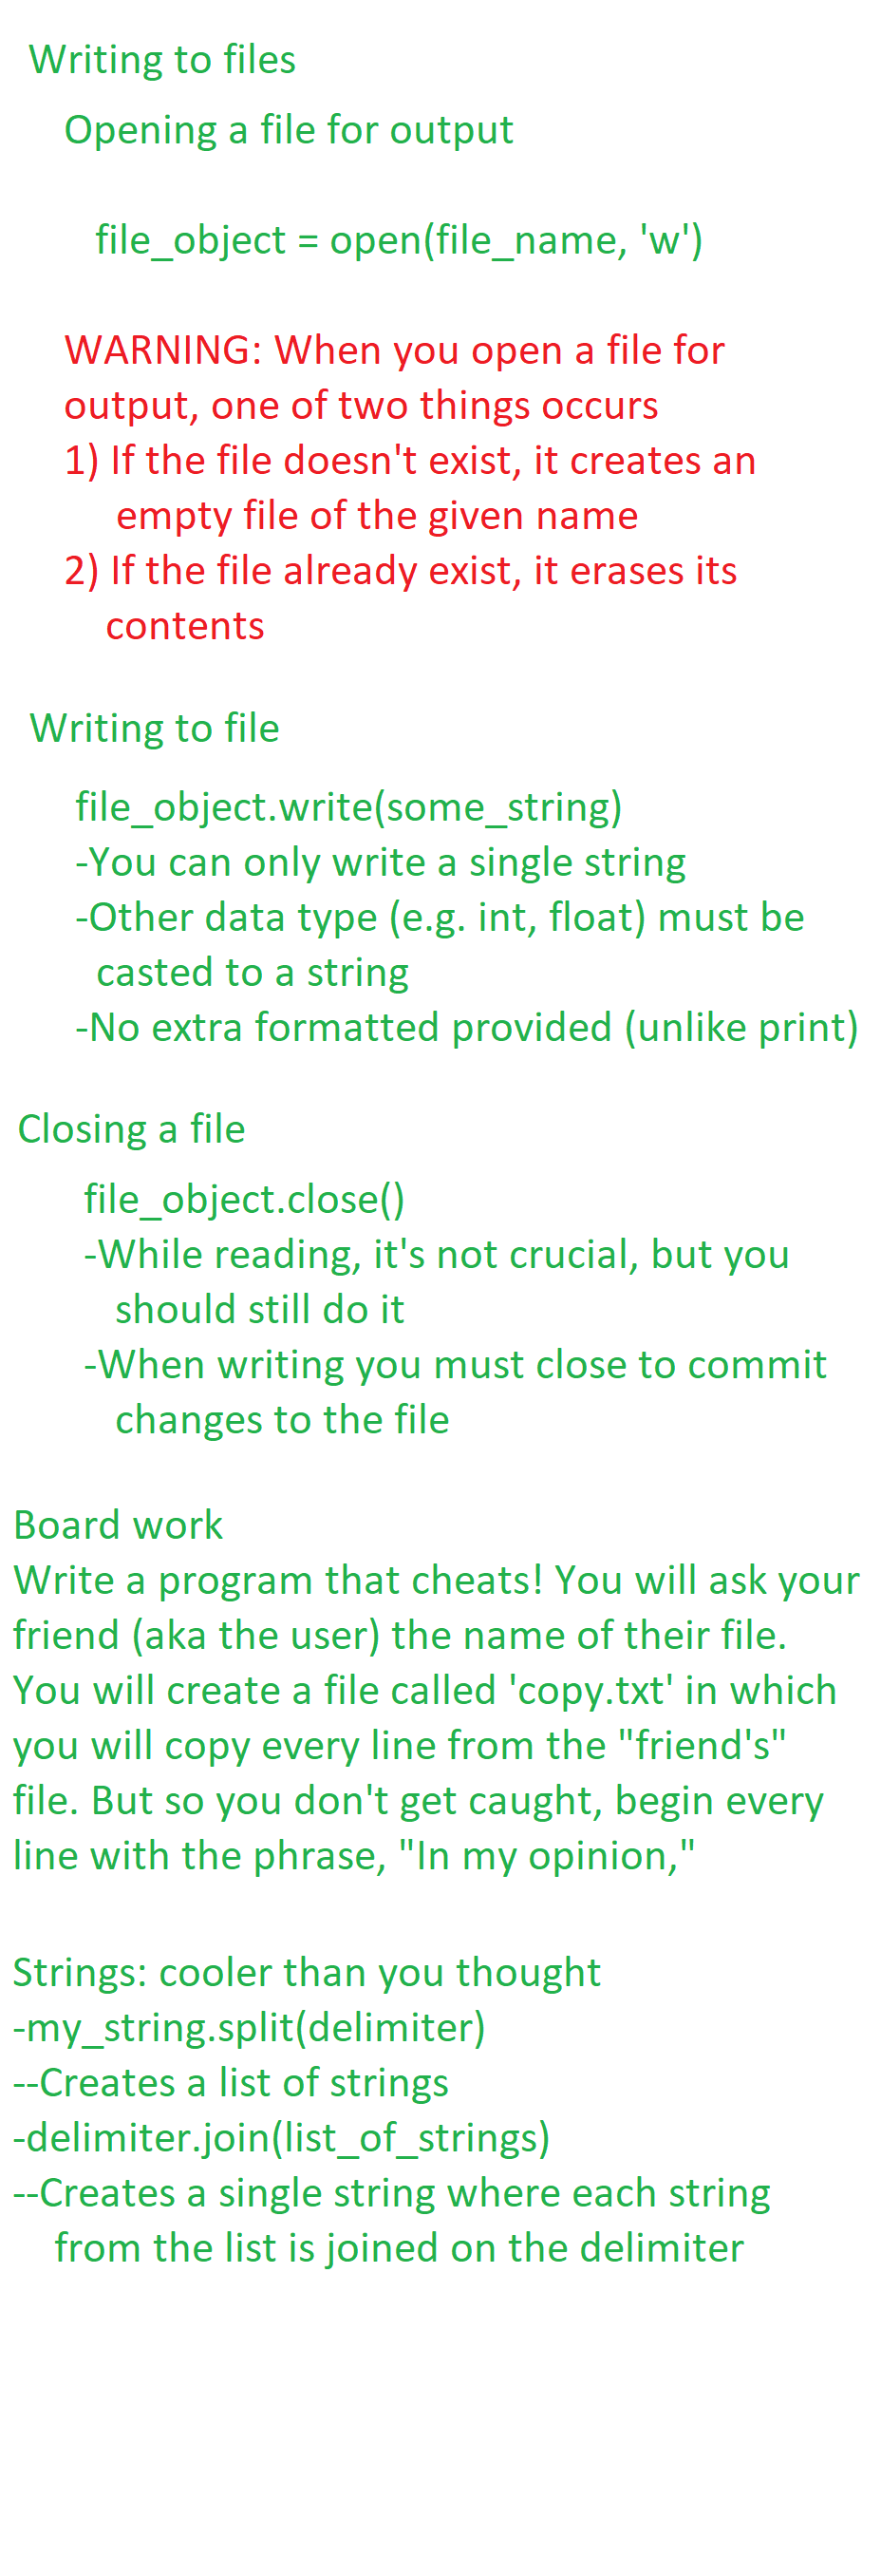 Writing to files
Opening a file for output
file_object = open(file_name, 'w')
WARNING: When you open a file for
output, one of two things occurs
1) If the file doesn't exist, it creates an
empty file of the given name
2) If the file already exist, it erases its
contents
Writing to file
file_object.write(some_string)
-You can only write a single string
-Other data type (e.g. int, float) must be
casted to a string
-No extra formatted provided (unlike print)
Closing a file
file_object.close()
-While reading, it's not crucial, but you
should still do it
-When writing you must close to commit
changes to the file
Board work
Write a program that cheats! You will ask your
friend (aka the user) the name of their file.
You will create a file called 'copy.txt' in which
you will copy every line from the "friend's"
file. But so you don't get caught, begin every
line with the phrase, "In my opinion,"
Strings: cooler than you thought
-my_string.split(delimiter)
--Creates a list of strings
-delimiter.join(list_of_strings)
--Creates a single string where each string
from the list is joined on the delimiter